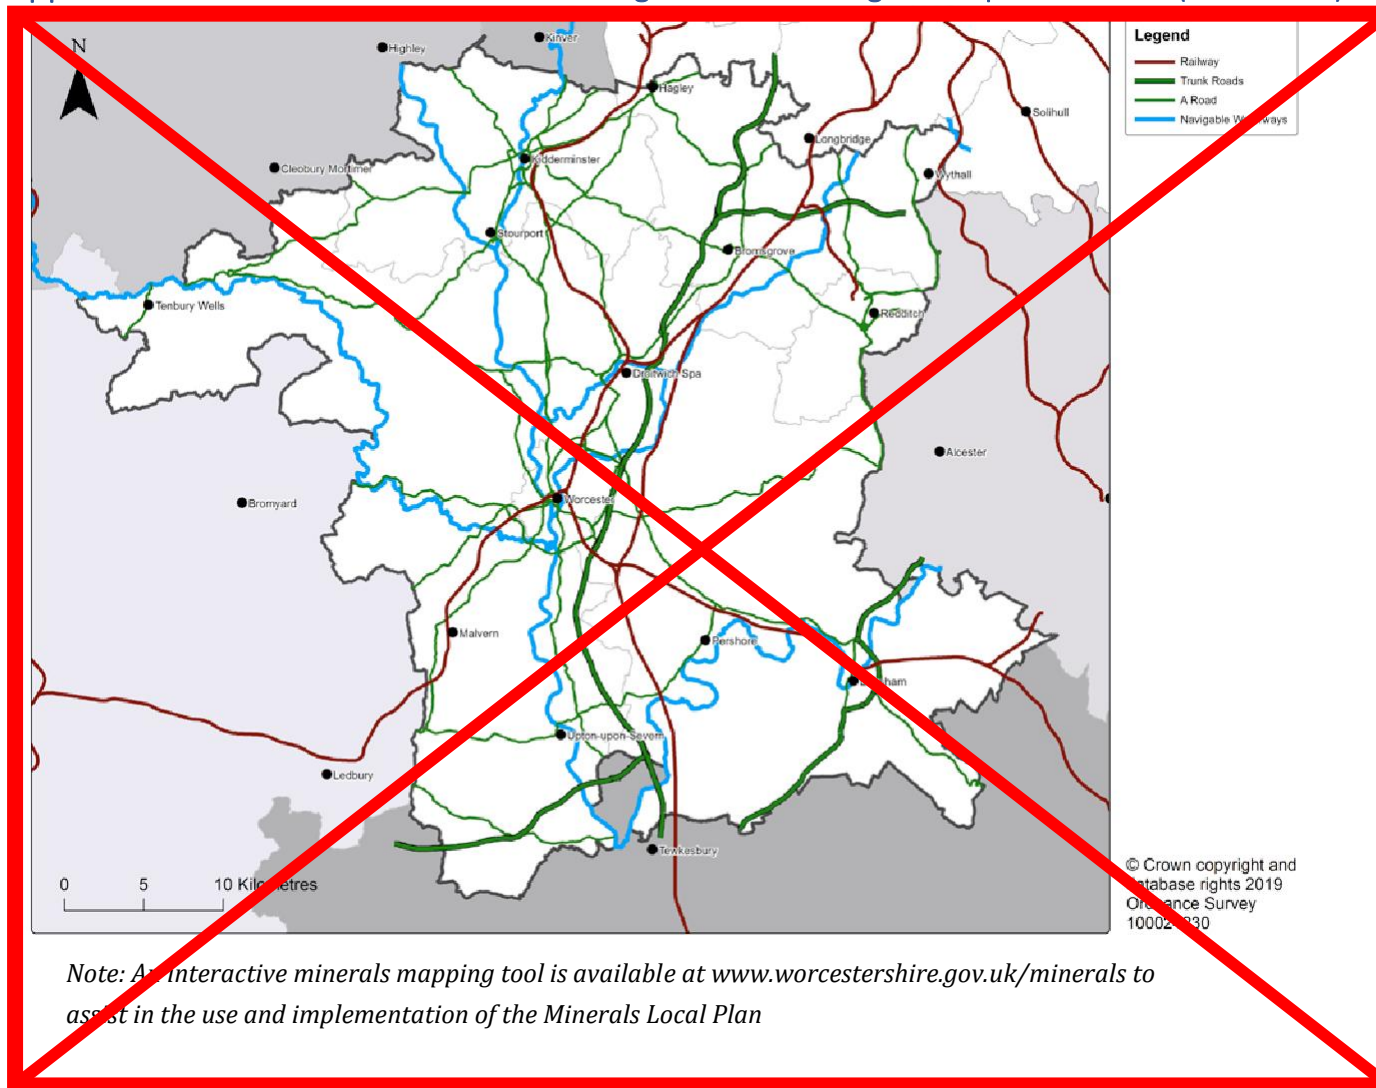 N
Highley
Kinver
Hagley
Legend
Railway
Trunk Roads
A Road
Navigable
Solihull
Longbridge
Cleobury Mortimer
Kidderminster
Wythall
Stourport
Bromsgrove
Tenbury Wells
Redditch
Droitwich Spa
Alcester
Bromyard
Worcester
Malvern
Pershore
Upton-upon-Severn
Ledbury
Tewkesbury
0 5 10 Kilometres
© Crown copyright and
database rights 2019
Ordnance Survey
Note: An interactive minerals mapping tool is available at www.worcestershire.gov.uk/minerals to
assist in the use and implementation of the Minerals Local Plan